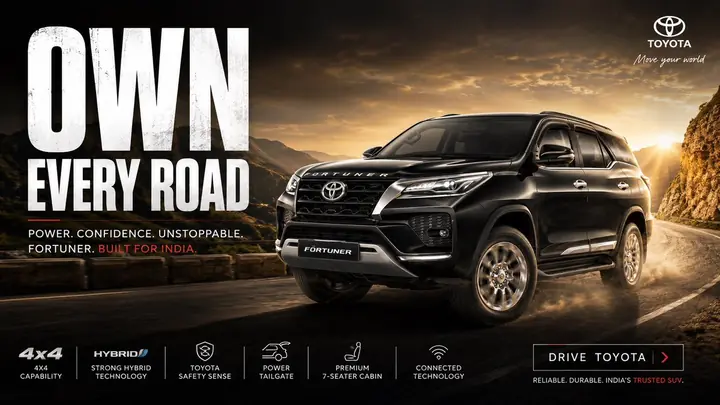 OWN
EVERY ROAD
POWER. CONFIDENCE. UNSTOPPABLE.
FORTUNER. BUILT FOR INDIA.
TOYOTA
Move your world
FORTUNER
FORTUNER
4x4
4X4
CAPABILITY
HYBRID
STRONG HYBRID
TECHNOLOGY
TOYOTA
SAFETY SENSE
POWER
TAILGATE
PREMIUM
7-SEATER CABIN
CONNECTED
TECHNOLOGY
DRIVE TOYOTA
RELIABLE. DURABLE. INDIA'S TRUSTED SUV.